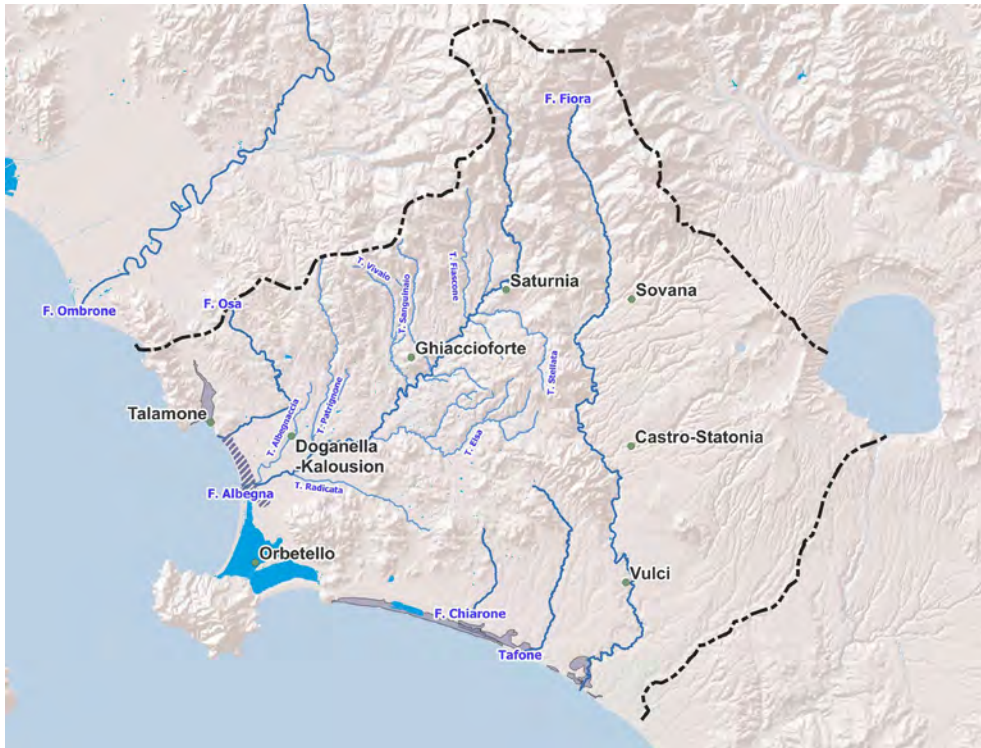 F. Fiora
T. Vivaio
T. Sanguinaio
T. Fiascone
Saturnia
Sovana
F. Ombrone
F. Osa
Ghiaccioforte
T. Stellata
T. Patrignone
T. Albegnaccia
Talamone
Doganella
-Kalousion
T. Elsa
Castro-Statonia
F. Albegna
T. Radicata
Orbetello
Vulci
F. Chiarone
Tafone